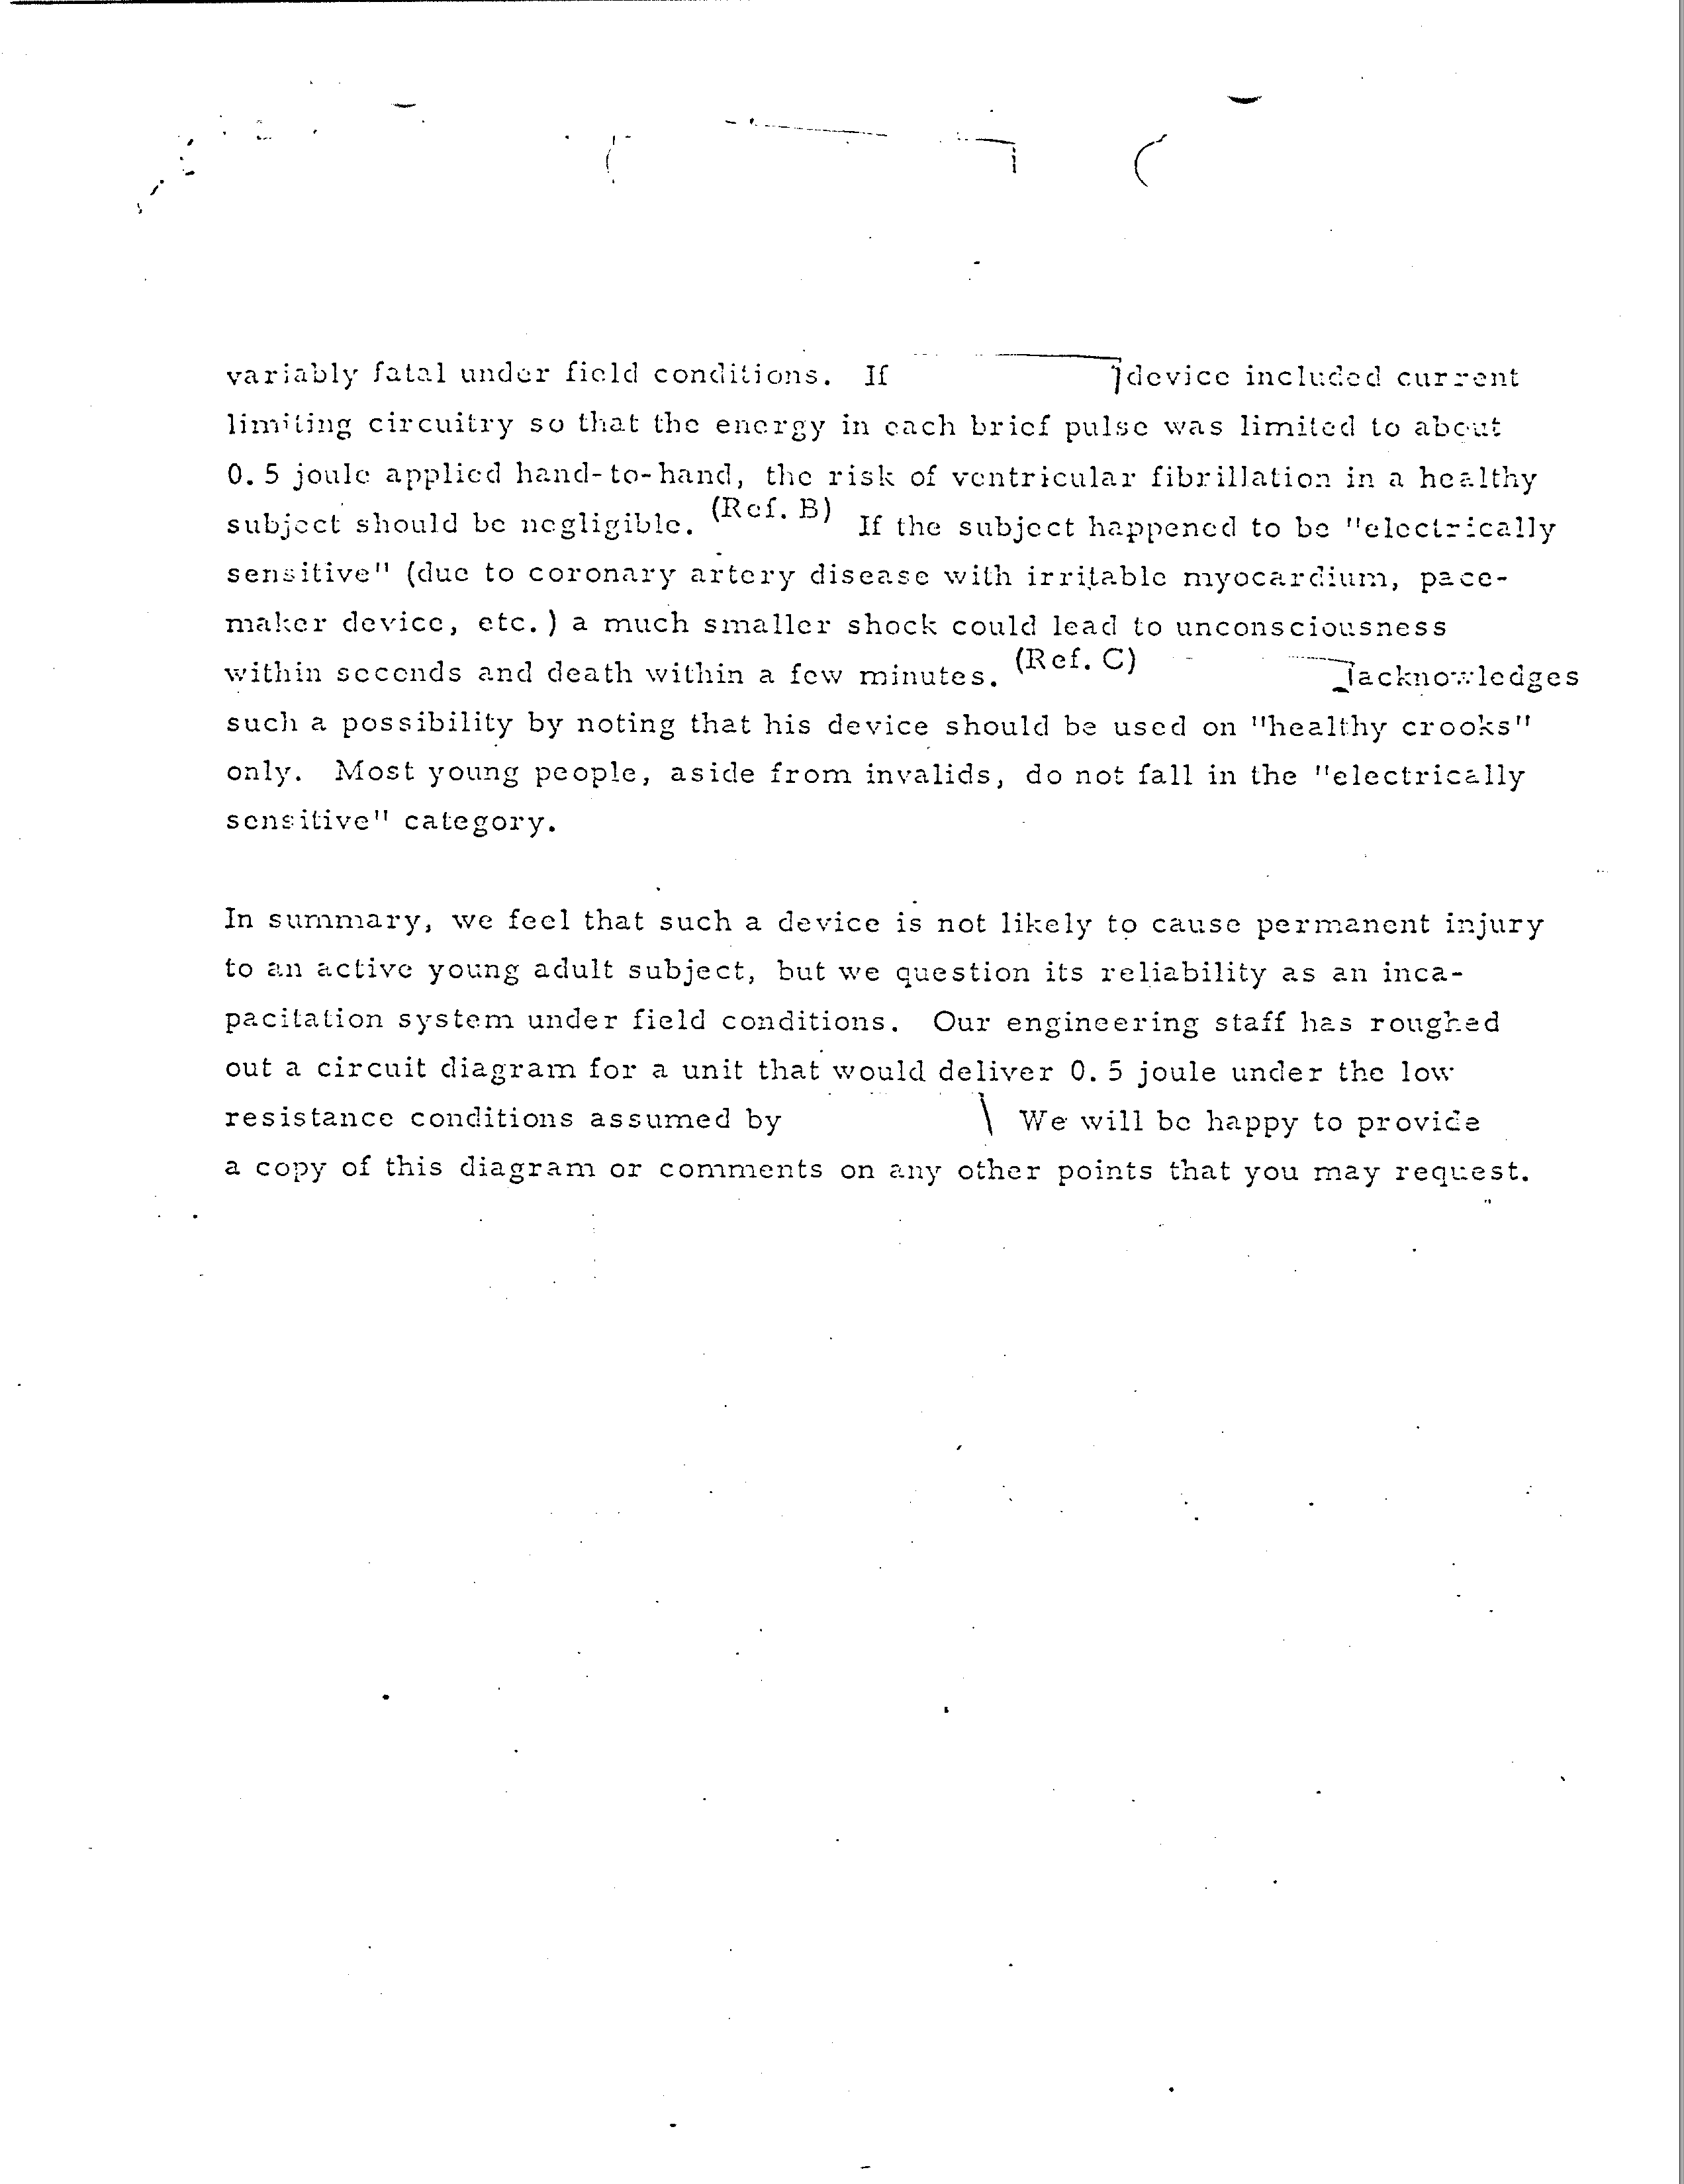 variably fatal under field conditions. If device included current
limiting circuitry so that the energy in each brief pulse was limited to about
0.5 joule applied hand-to-hand, the risk of ventricular fibrillation in a healthy
subject should be negligible. (Ref. B) If the subject happened to be "electrically
sensitive" (due to coronary artery disease with irritable myocardium, pace-
maker device, etc.) a much smaller shock could lead to unconsciousness
within seconds and death within a few minutes. (Ref. C) acknowledges
such a possibility by noting that his device should be used on "healthy crooks"
only. Most young people, aside from invalids, do not fall in the "electrically
sensitive" category.
In summary, we feel that such a device is not likely to cause permanent injury
to an active young adult subject, but we question its reliability as an inca-
pacitation system under field conditions. Our engineering staff has roughed
out a circuit diagram for a unit that would deliver 0.5 joule under the low
resistance conditions assumed by We will be happy to provide
a copy of this diagram or comments on any other points that you may request.